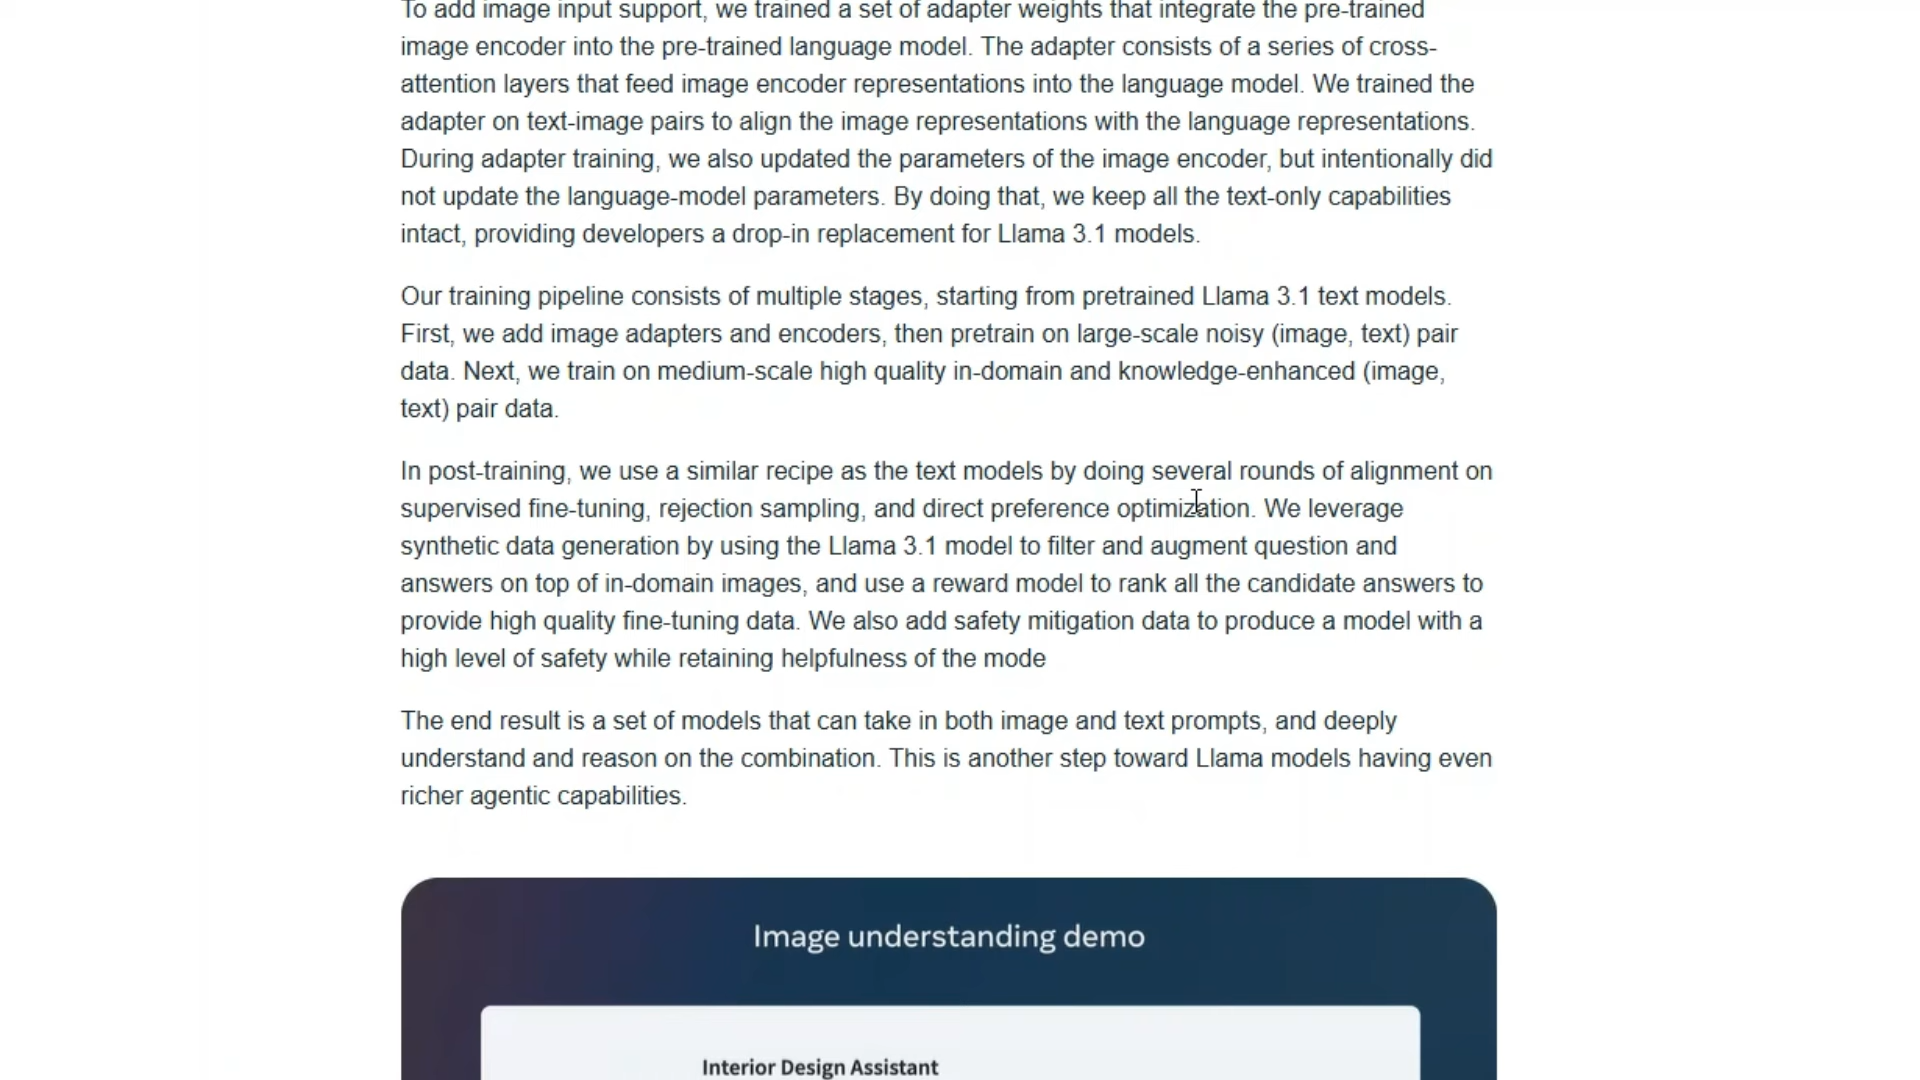 To add image input support, we trained a set of adapter weights that integrate the pre-trained
image encoder into the pre-trained language model. The adapter consists of a series of cross-
attention layers that feed image encoder representations into the language model. We trained the
adapter on text-image pairs to align the image representations with the language representations.
During adapter training, we also updated the parameters of the image encoder, but intentionally did
not update the language-model parameters. By doing that, we keep all the text-only capabilities
intact, providing developers a drop-in replacement for Llama 3.1 models.
Our training pipeline consists of multiple stages, starting from pretrained Llama 3.1 text models.
First, we add image adapters and encoders, then pretrain on large-scale noisy (image, text) pair
data. Next, we train on medium-scale high quality in-domain and knowledge-enhanced (image,
text) pair data.
In post-training, we use a similar recipe as the text models by doing several rounds of alignment on
supervised fine-tuning, rejection sampling, and direct preference optimization. We leverage
synthetic data generation by using the Llama 3.1 model to filter and augment question and
answers on top of in-domain images, and use a reward model to rank all the candidate answers to
provide high quality fine-tuning data. We also add safety mitigation data to produce a model with a
high level of safety while retaining helpfulness of the mode
The end result is a set of models that can take in both image and text prompts, and deeply
understand and reason on the combination. This is another step toward Llama models having even
richer agentic capabilities.
Image understanding demo
Interior Design Assistant